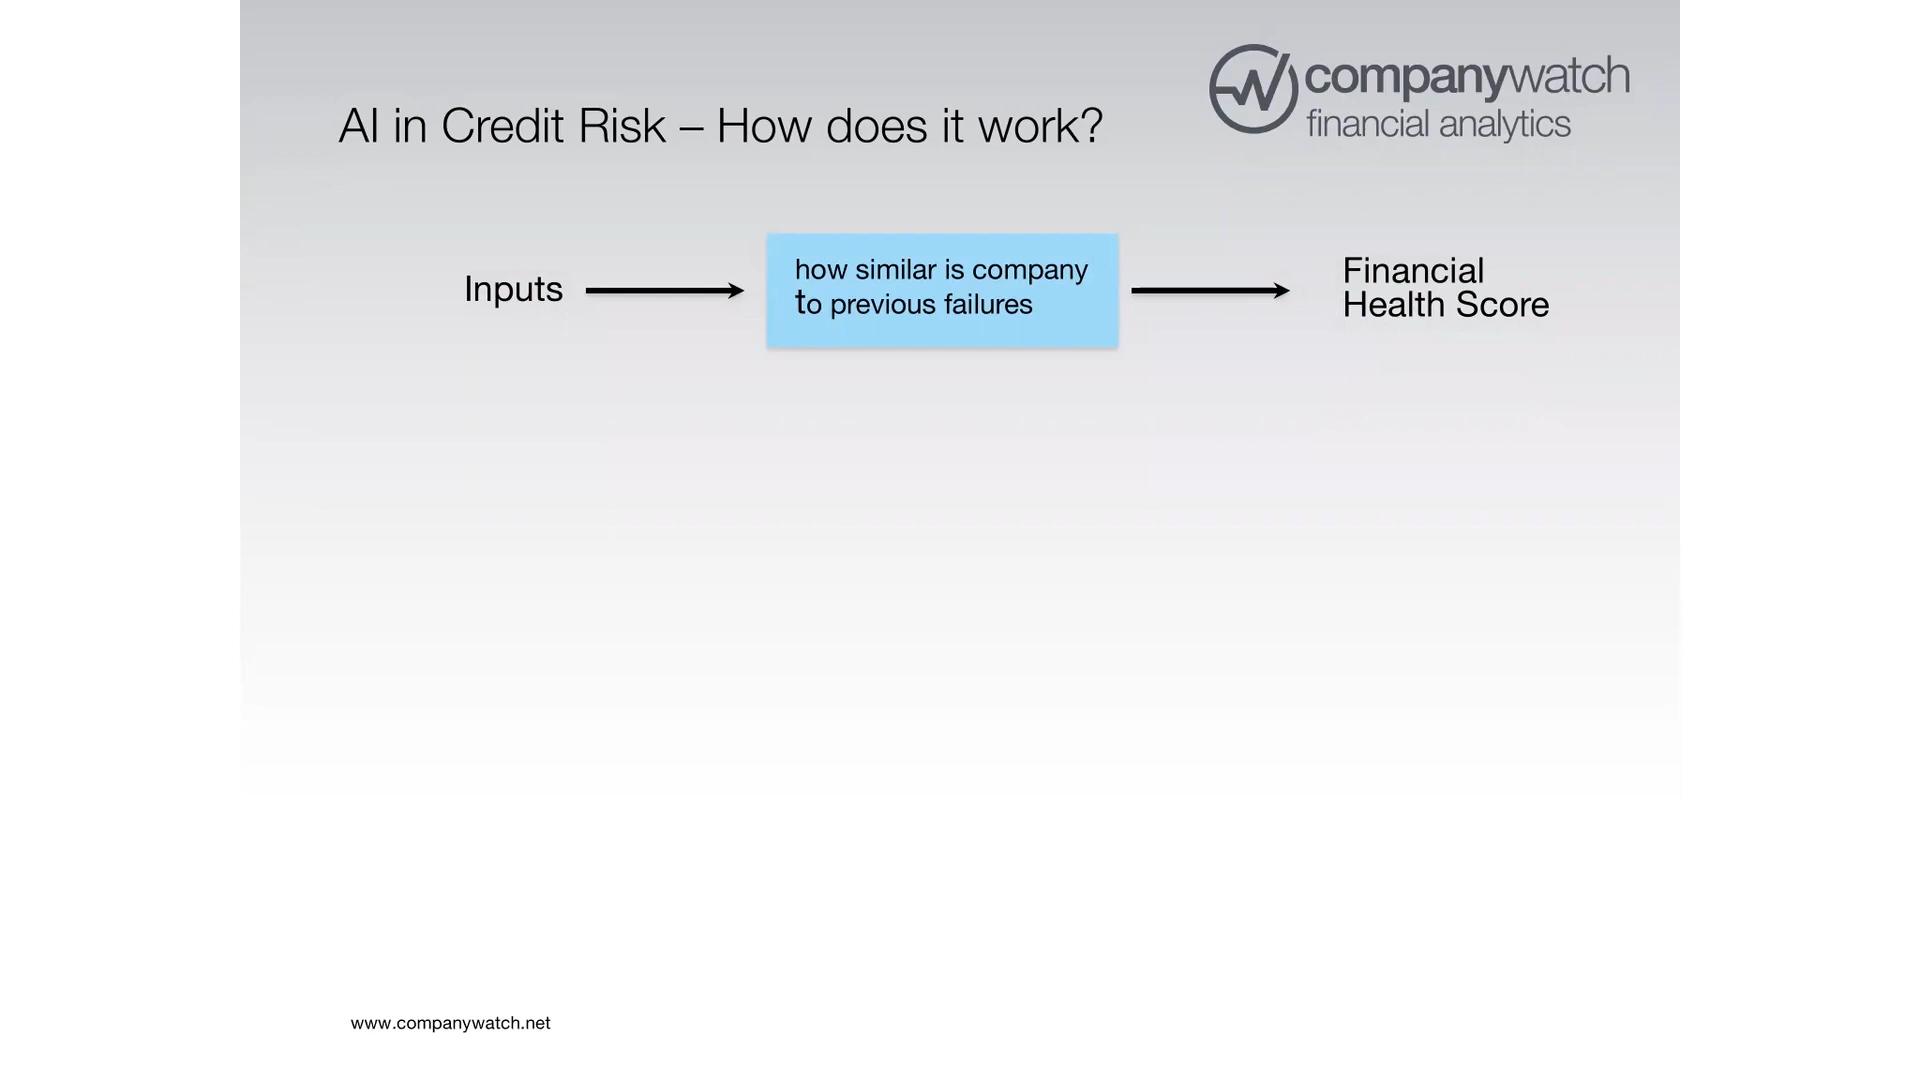 companywatch
financial analytics
AI in Credit Risk – How does it work?
Inputs
how similar is company
to previous failures
Financial
Health Score
www.companywatch.net